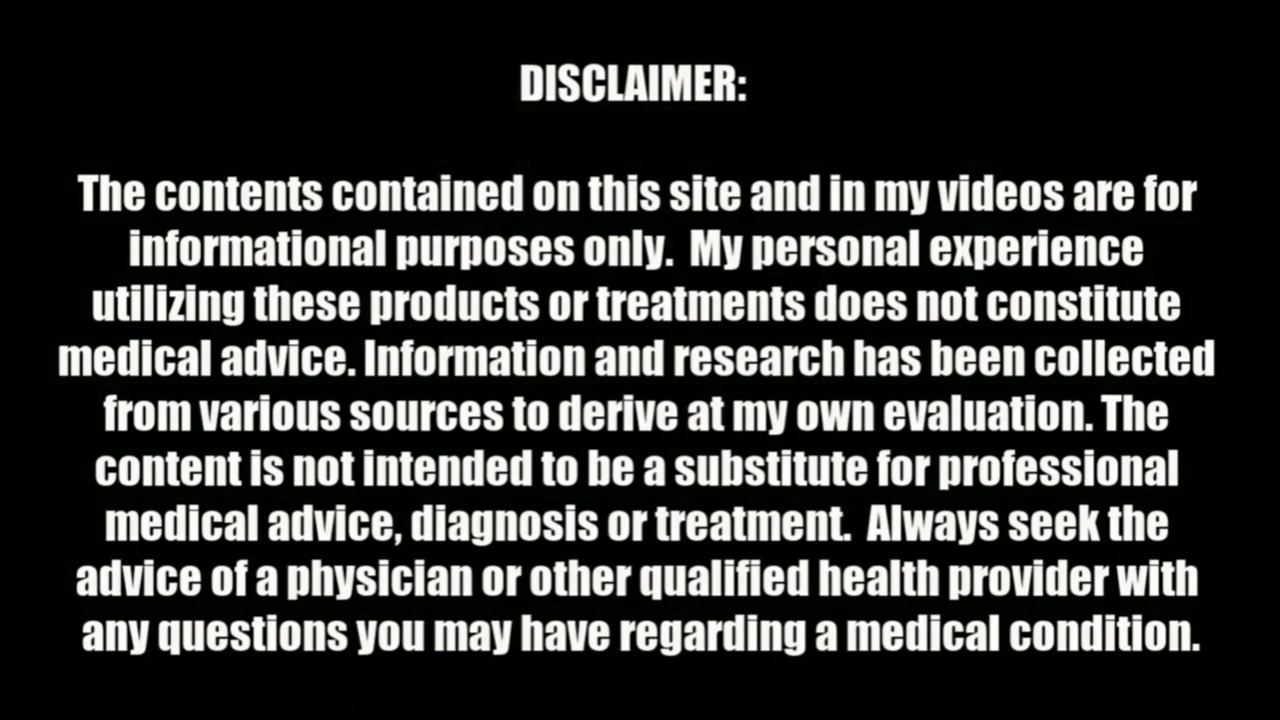 DISCLAIMER:
The contents contained on this site and in my videos are for
informational purposes only.  My personal experience
utilizing these products or treatments does not constitute
medical advice. Information and research has been collected
from various sources to derive at my own evaluation. The
content is not intended to be a substitute for professional
medical advice, diagnosis or treatment.  Always seek the
advice of a physician or other qualified health provider with
any questions you may have regarding a medical condition.